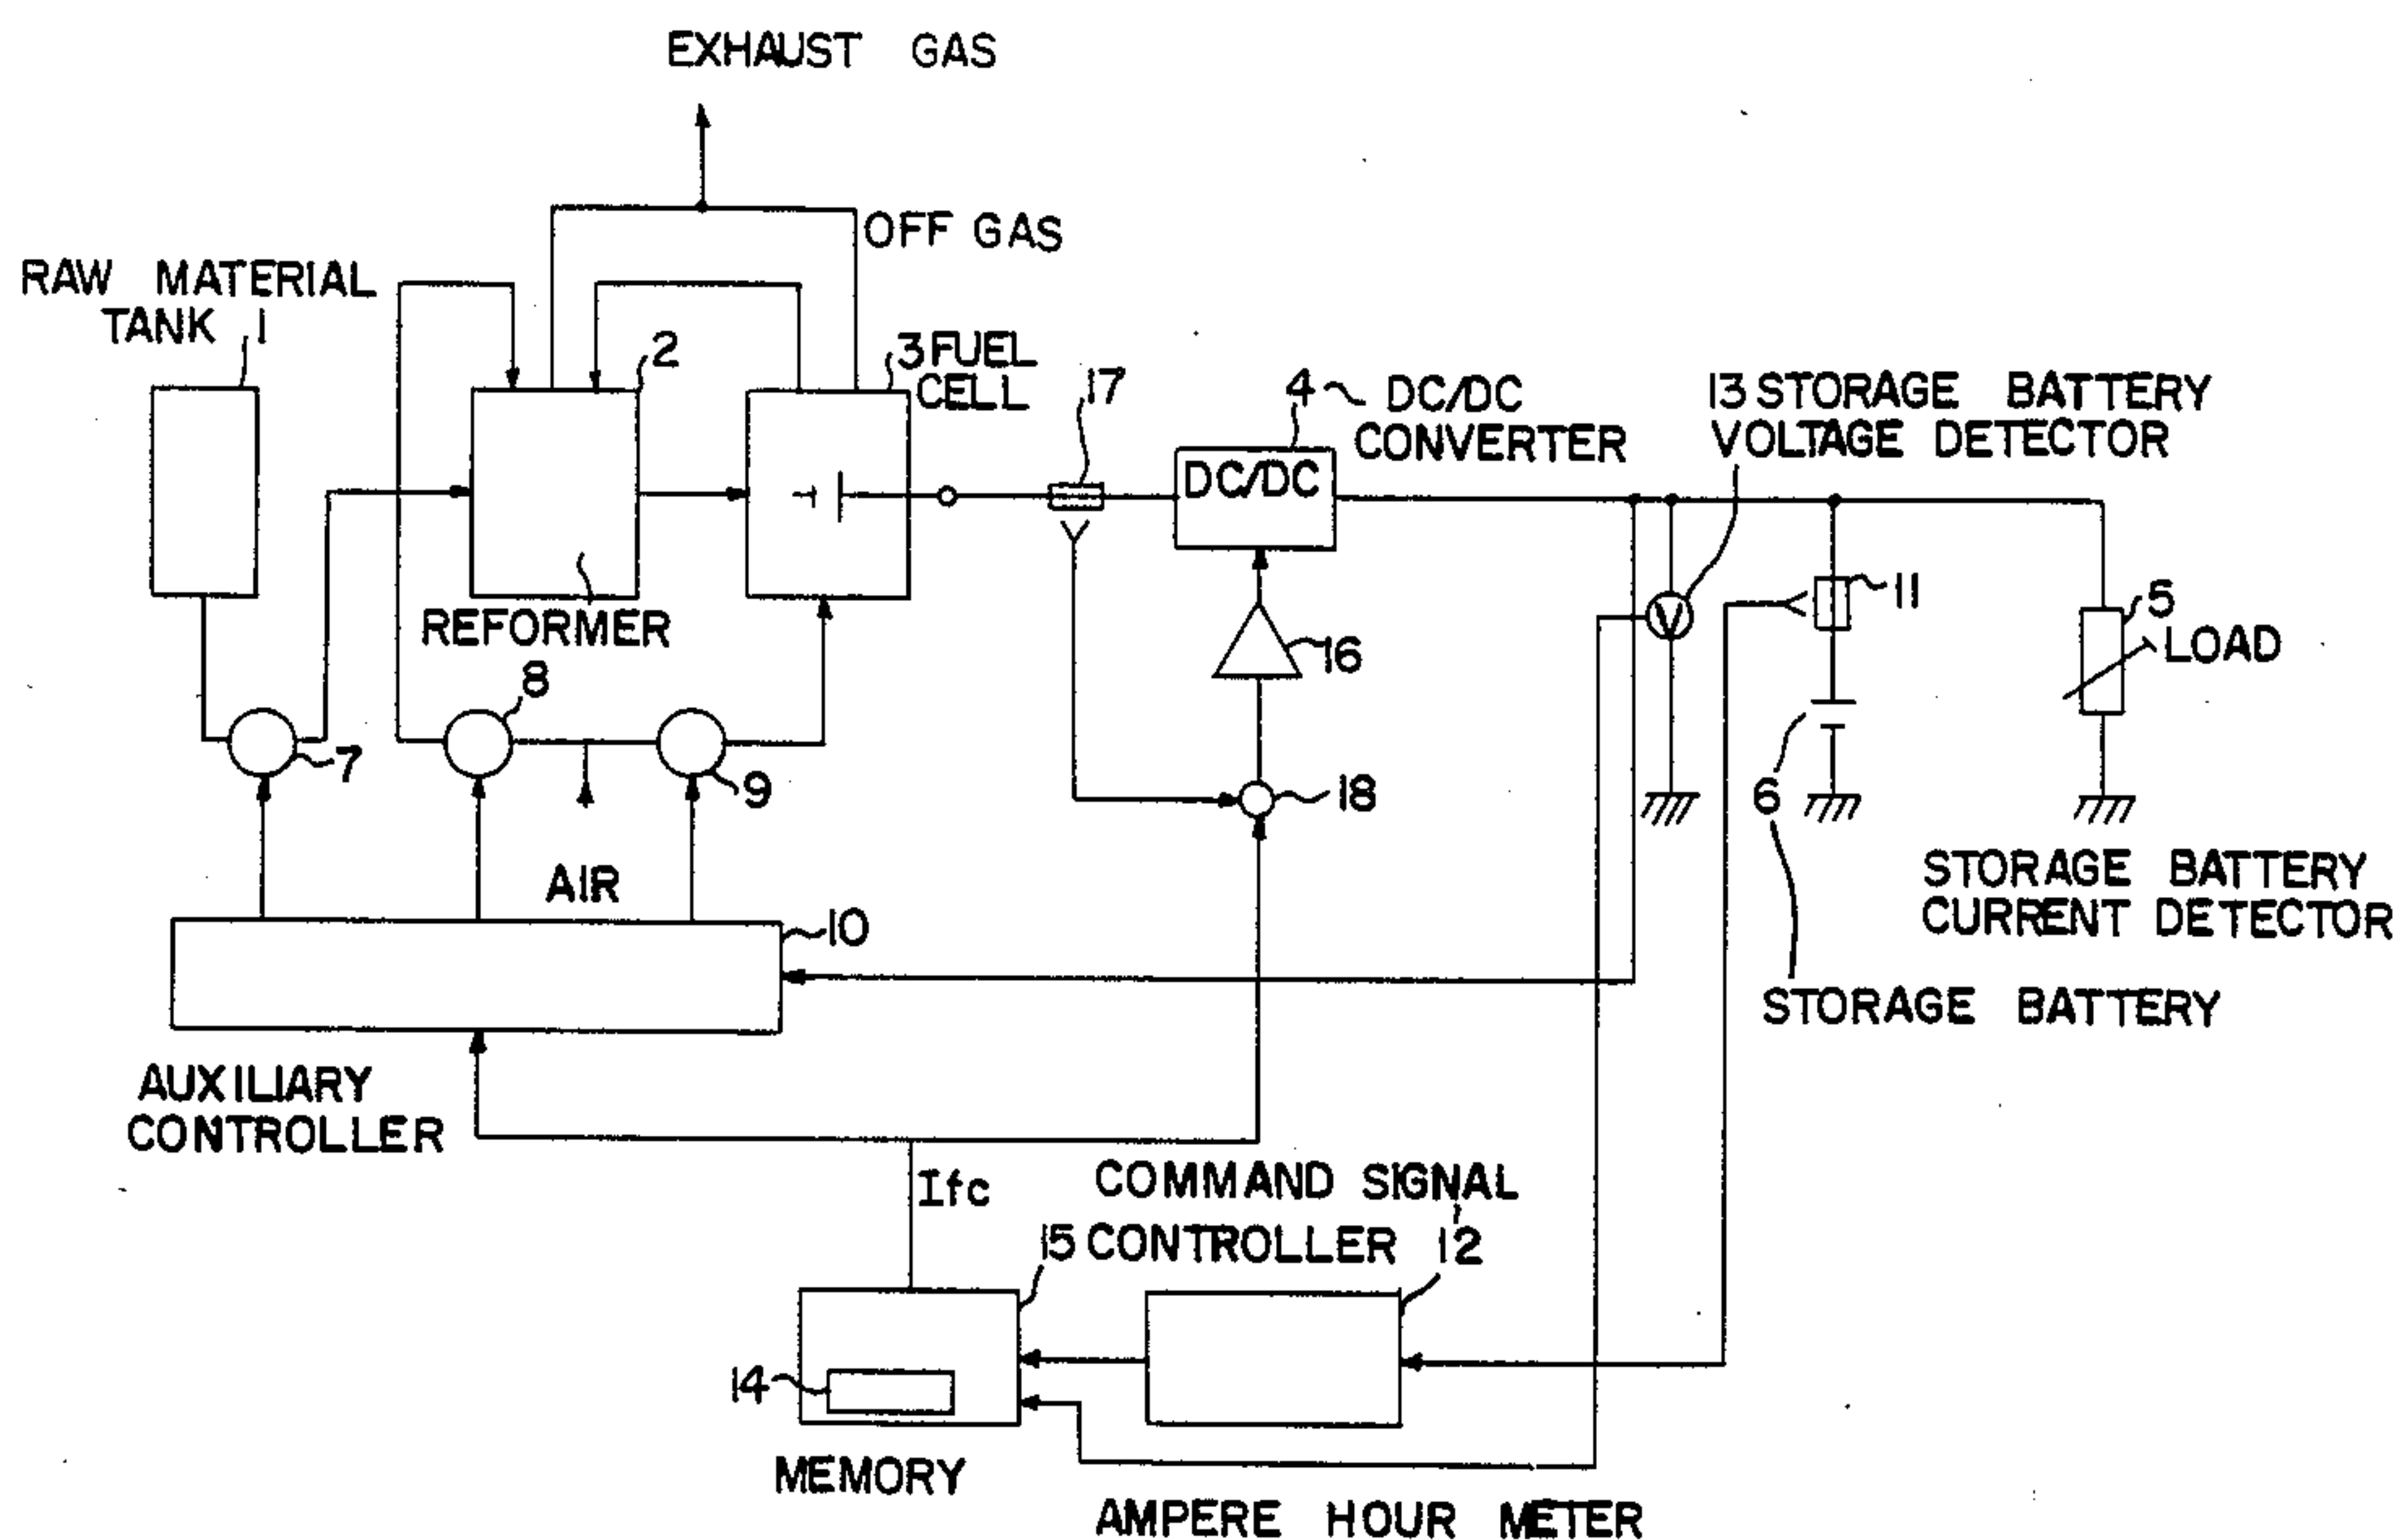 EXHAUST GAS
OFF GAS
RAW MATERIAL
TANK 1
2
3 FUEL
CELL
17
4 DC/DC
CONVERTER
13 STORAGE BATTERY
VOLTAGE DETECTOR
DC/DC
V
11
5
LOAD
REFORMER
16
8
7
9
18
6
AIR
10
STORAGE BATTERY
CURRENT DETECTOR
STORAGE BATTERY
AUXILIARY
CONTROLLER
Ifc
COMMAND SIGNAL
15 CONTROLLER 12
14
MEMORY
AMPERE HOUR METER